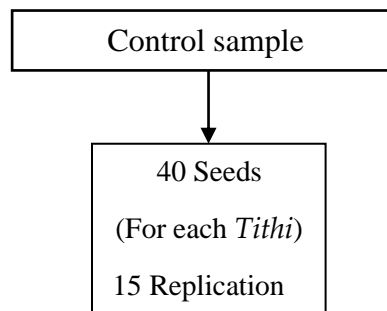 Control sample
40 Seeds
(For each Tithi)
15 Replication